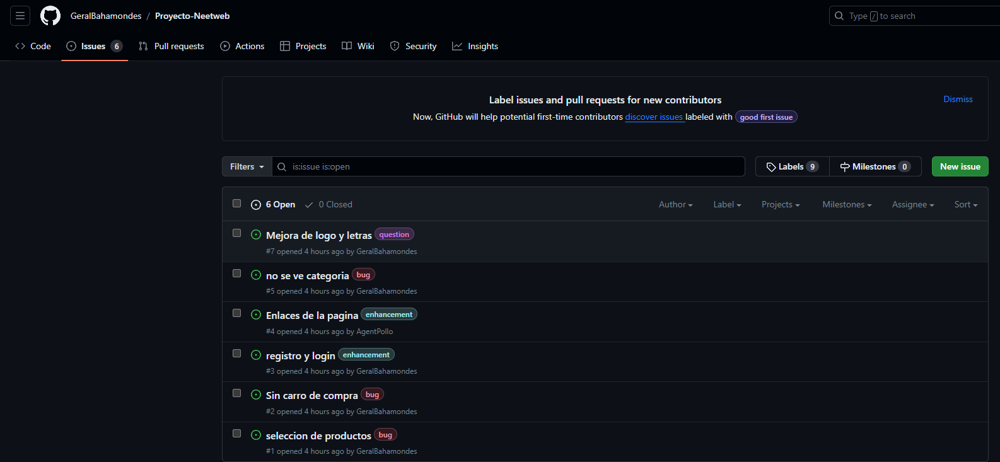 GeralBahamondes / Proyecto-Neetweb
Type / to search
Code Issues 6 Pull requests Actions Projects Wiki Security Insights
Label issues and pull requests for new contributors
Dismiss
Now, GitHub will help potential first-time contributors discover issues labeled with good first issue
Filters is:issue is:open Labels 9 Milestones 0 New issue
6 Open 0 Closed Author Label Projects Milestones Assignee Sort
Mejora de logo y letras question
#7 opened 4 hours ago by GeralBahamondes
no se ve categoria bug
#5 opened 4 hours ago by GeralBahamondes
Enlaces de la pagina enhancement
#4 opened 4 hours ago by AgentPollo
registro y login enhancement
#3 opened 4 hours ago by GeralBahamondes
Sin carro de compra bug
#2 opened 4 hours ago by GeralBahamondes
seleccion de productos bug
#1 opened 4 hours ago by GeralBahamondes